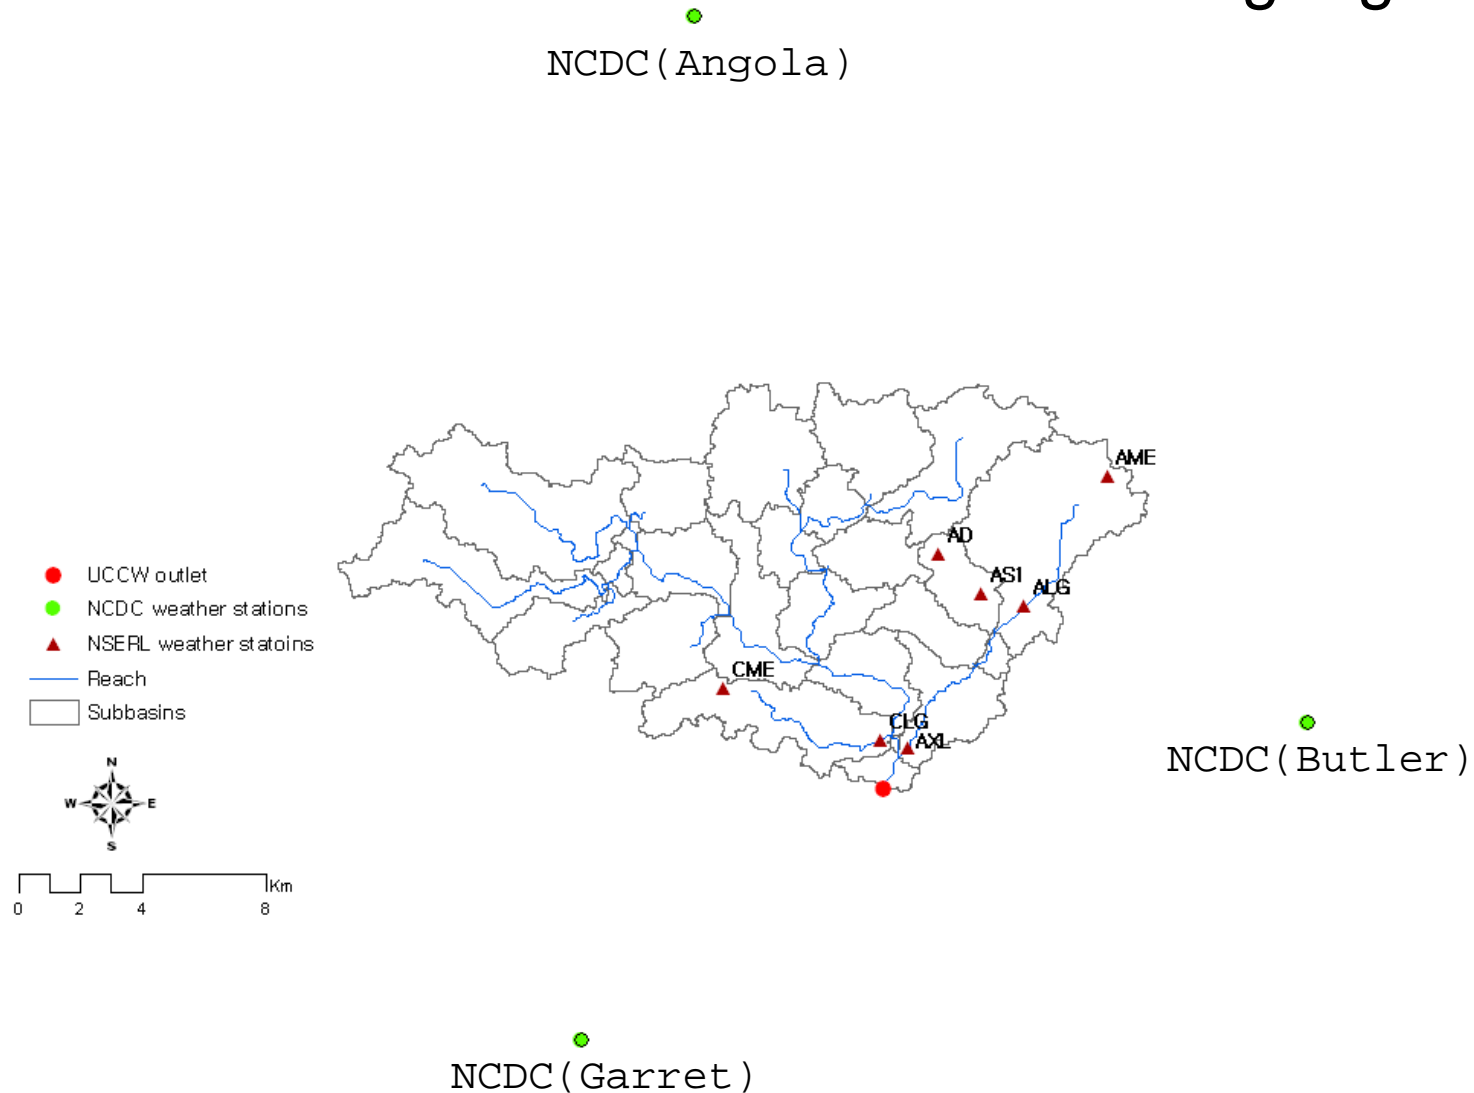 NCDC(Angola)
AME
AD
AS1
ALG
UCCW outlet
NCDC weather stations
NSERL weather statoins
Reach
Subbasins
CME
CLG
AXL
NCDC(Butler)
N
W E
S
Km
0 2 4 8
NCDC(Garret)